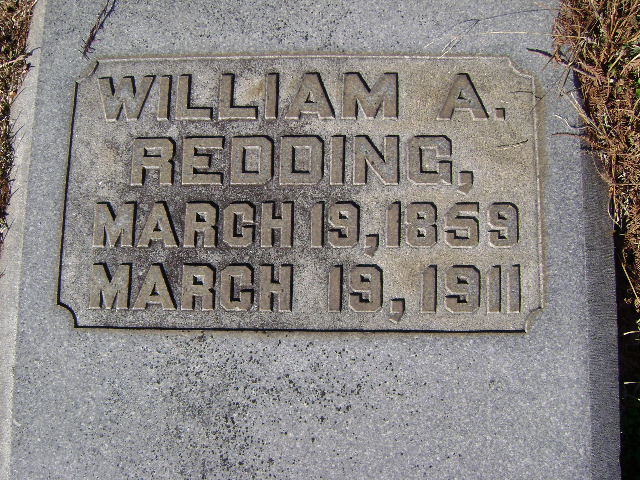 WILLIAM A.
REDDING,
MARCH 19, 1859
MARCH 19, 1911